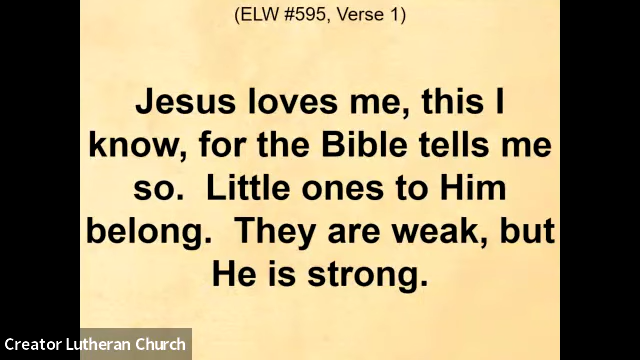 (ELW #595, Verse 1)
Jesus loves me, this I
know, for the Bible tells me
so.  Little ones to Him
belong.  They are weak, but
He is strong.
Creator Lutheran Church